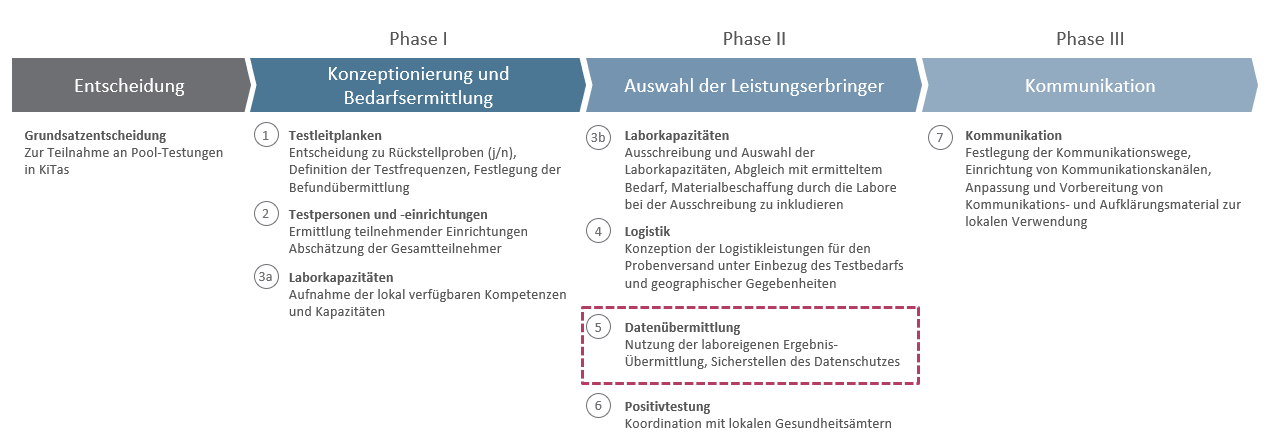 Phase I
Phase II
Phase III
Entscheidung
Konzeptionierung und
Bedarfsermittlung
Auswahl der Leistungserbringer
Kommunikation
Grundsatzentscheidung
Zur Teilnahme an Pool-Testungen
in KiTas
1 Testleitplanken
Entscheidung zu Rückstellproben (j/n),
Definition der Testfrequenzen, Festlegung der
Befundübermittlung
2 Testpersonen und -einrichtungen
Ermittlung teilnehmender Einrichtungen
Abschätzung der Gesamtteilnehmer
3a Laborkapazitäten
Aufnahme der lokal verfügbaren Kompetenzen
und Kapazitäten
3b Laborkapazitäten
Ausschreibung und Auswahl der
Laborkapazitäten, Abgleich mit ermitteltem
Bedarf, Materialbeschaffung durch die Labore
bei der Ausschreibung zu inkludieren
4 Logistik
Konzeption der Logistikleistungen für den
Probenversand unter Einbezug des Testbedarfs
und geographischer Gegebenheiten
5 Datenübermittlung
Nutzung der laboreigenen Ergebnis-
Übermittlung, Sicherstellen des Datenschutzes
6 Positivtestung
Koordination mit lokalen Gesundheitsämtern
7 Kommunikation
Festlegung der Kommunikationswege,
Einrichtung von Kommunikationskanälen,
Anpassung und Vorbereitung von
Kommunikations- und Aufklärungsmaterial zur
lokalen Verwendung